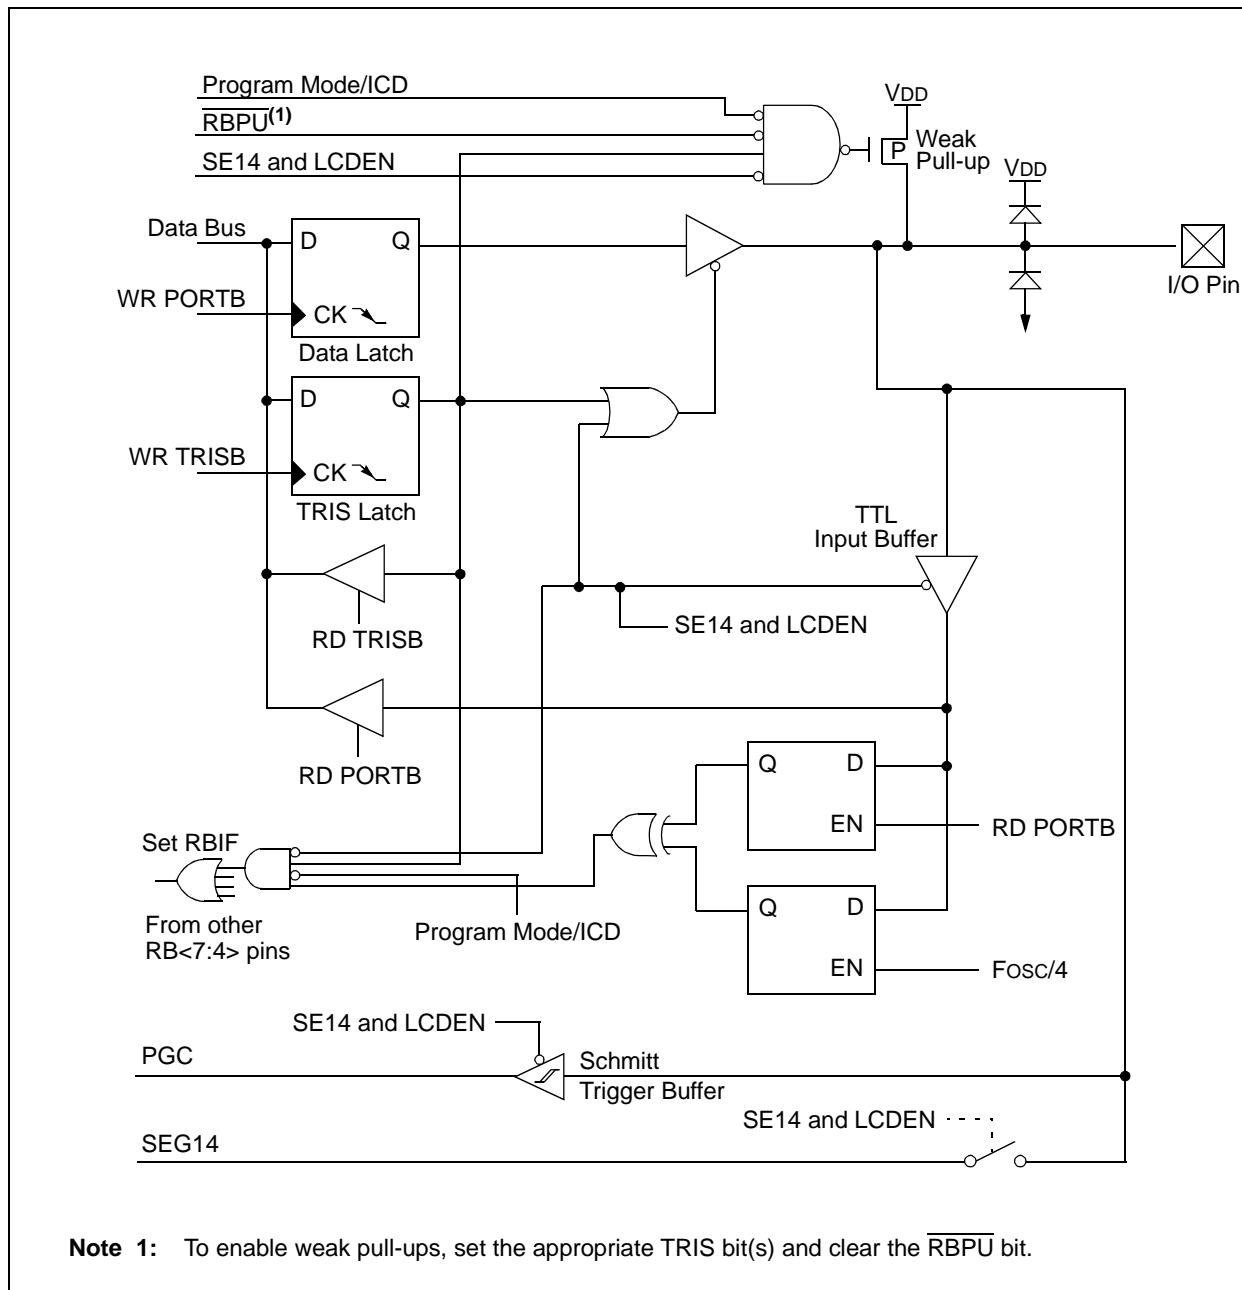 Program Mode/ICD
RBPU(1)
SE14 and LCDEN
VDD
Weak
Pull-up
P
VDD
Data Bus
D Q
WR PORTB
CK
Data Latch
I/O Pin
D Q
WR TRISB
CK
TRIS Latch
TTL
Input Buffer
RD TRISB
SE14 and LCDEN
RD PORTB
Q D
EN
RD PORTB
Set RBIF
From other
RB<7:4> pins
Program Mode/ICD
Q D
EN
FOSC/4
SE14 and LCDEN
PGC
Schmitt
Trigger Buffer
SE14 and LCDEN
SEG14
Note 1: To enable weak pull-ups, set the appropriate TRIS bit(s) and clear the RBPU bit.